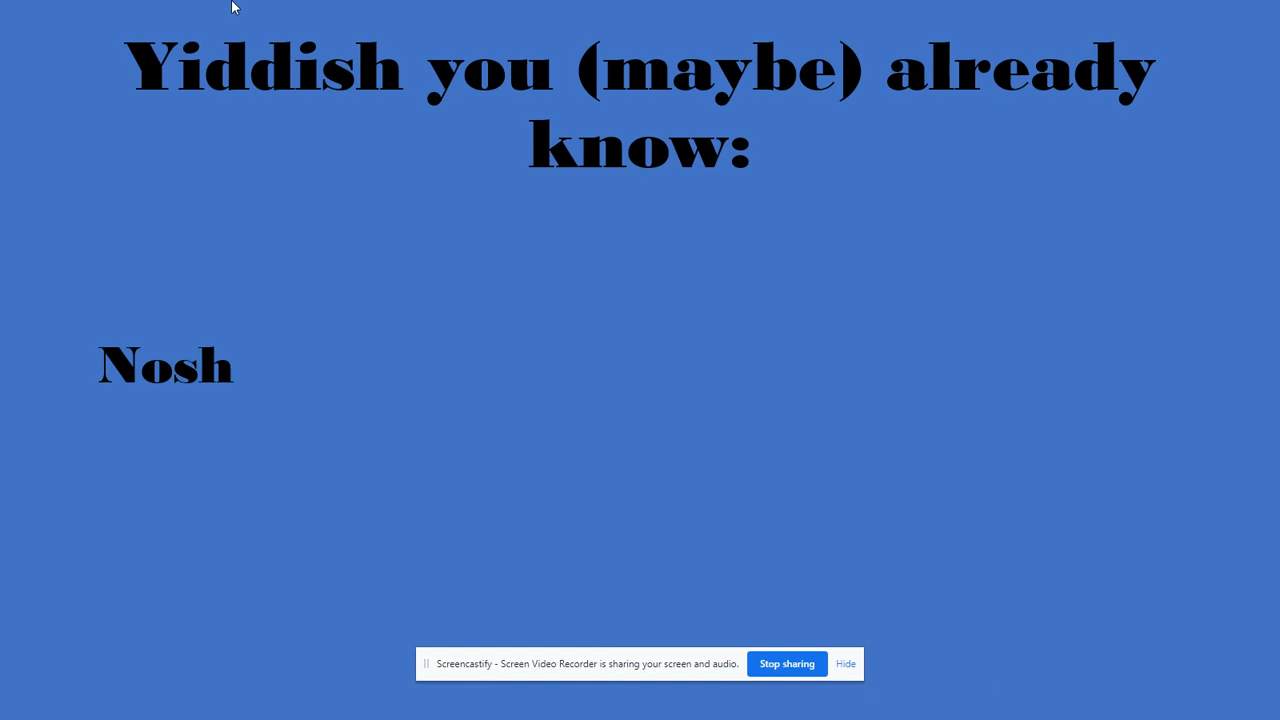 Yiddish you (maybe) already
know:
Nosh
Screencastify - Screen Video Recorder is sharing your screen and audio. Stop sharing Hide